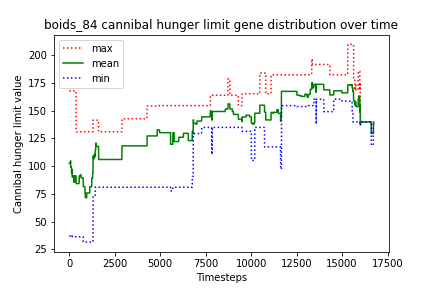 boids_84 cannibal hunger limit gene distribution over time
max
mean
min
Cannibal hunger limit value
200
175
150
125
100
75
50
25
0
2500
5000
7500
10000
12500
15000
17500
Timesteps